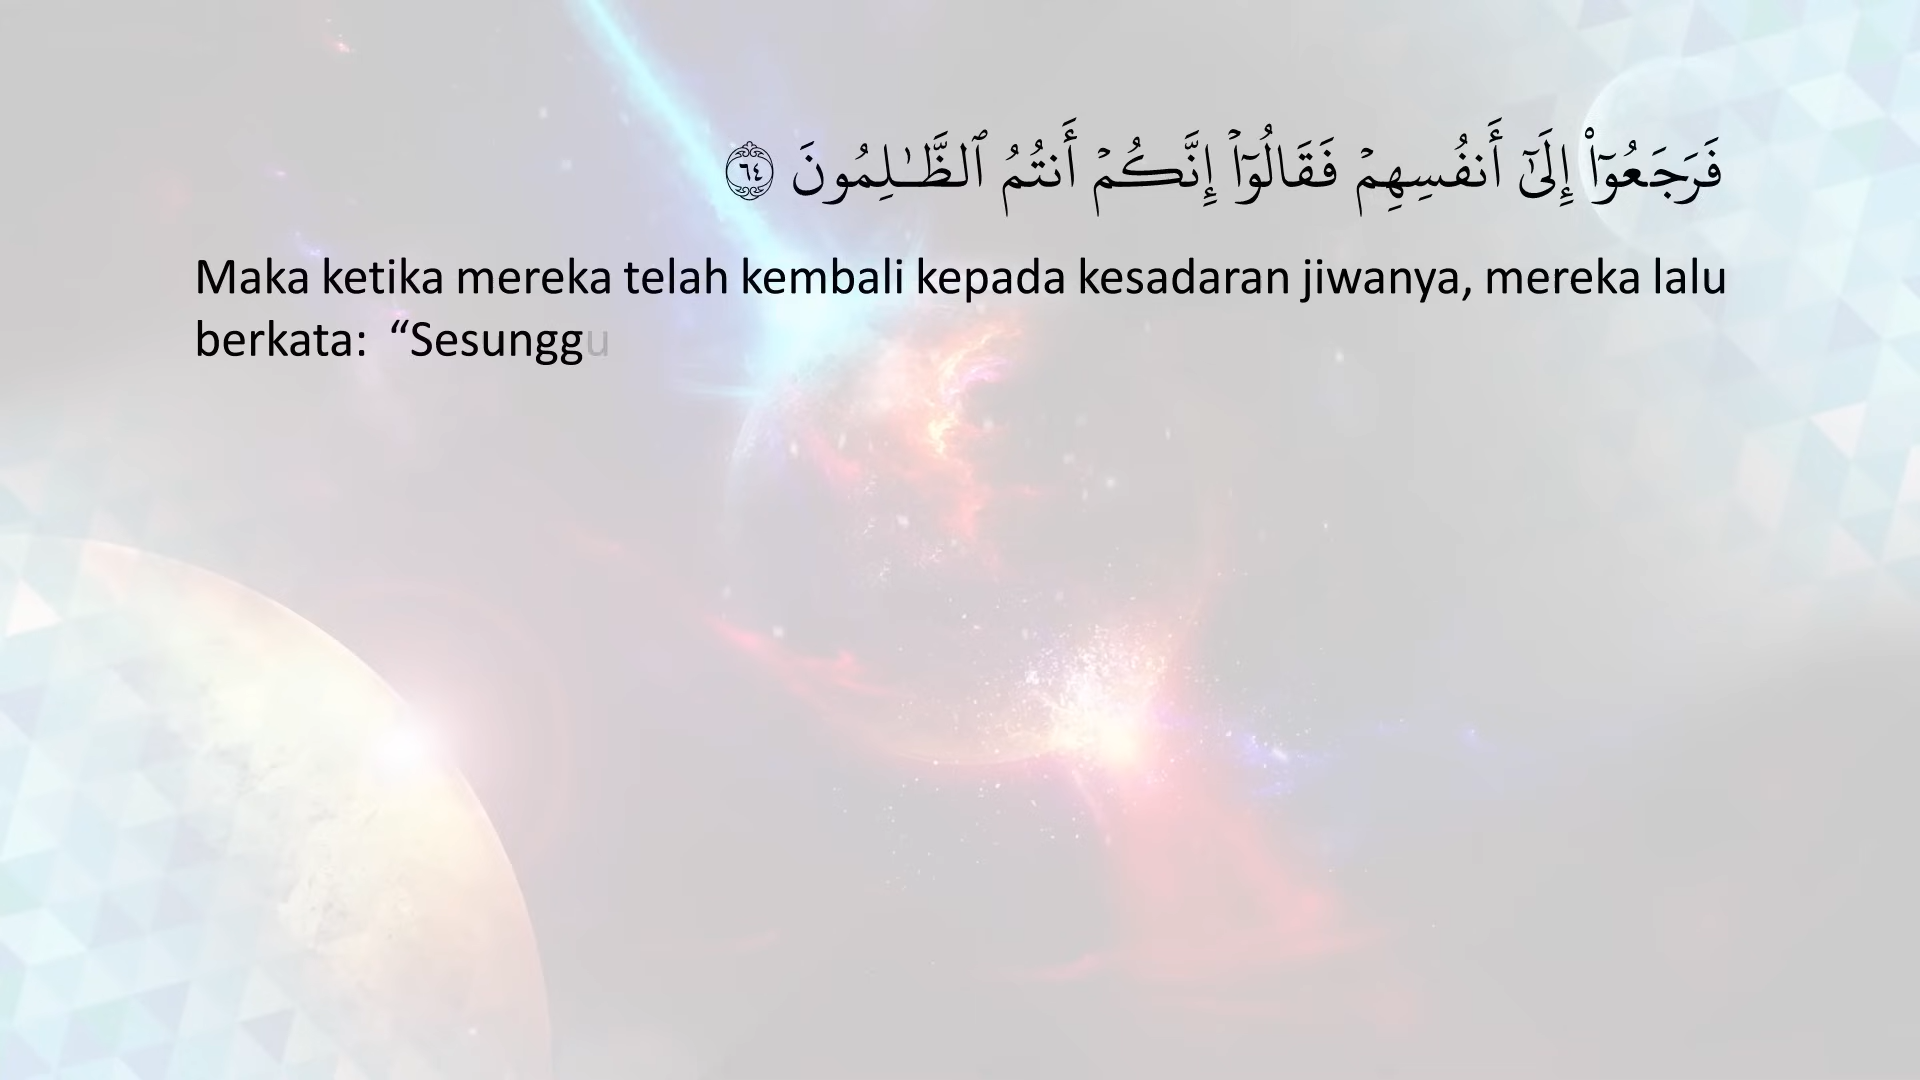 فَرَجَعُوٓا۟ إِلَىٰٓ أَنفُسِهِمْ فَقَالُوٓا۟ إِنَّكُمْ أَنتُمُ ٱلظَّـٰلِمُونَ ٦٤
Maka ketika mereka telah kembali kepada kesadaran jiwanya, mereka lalu
berkata: “Sesunggu